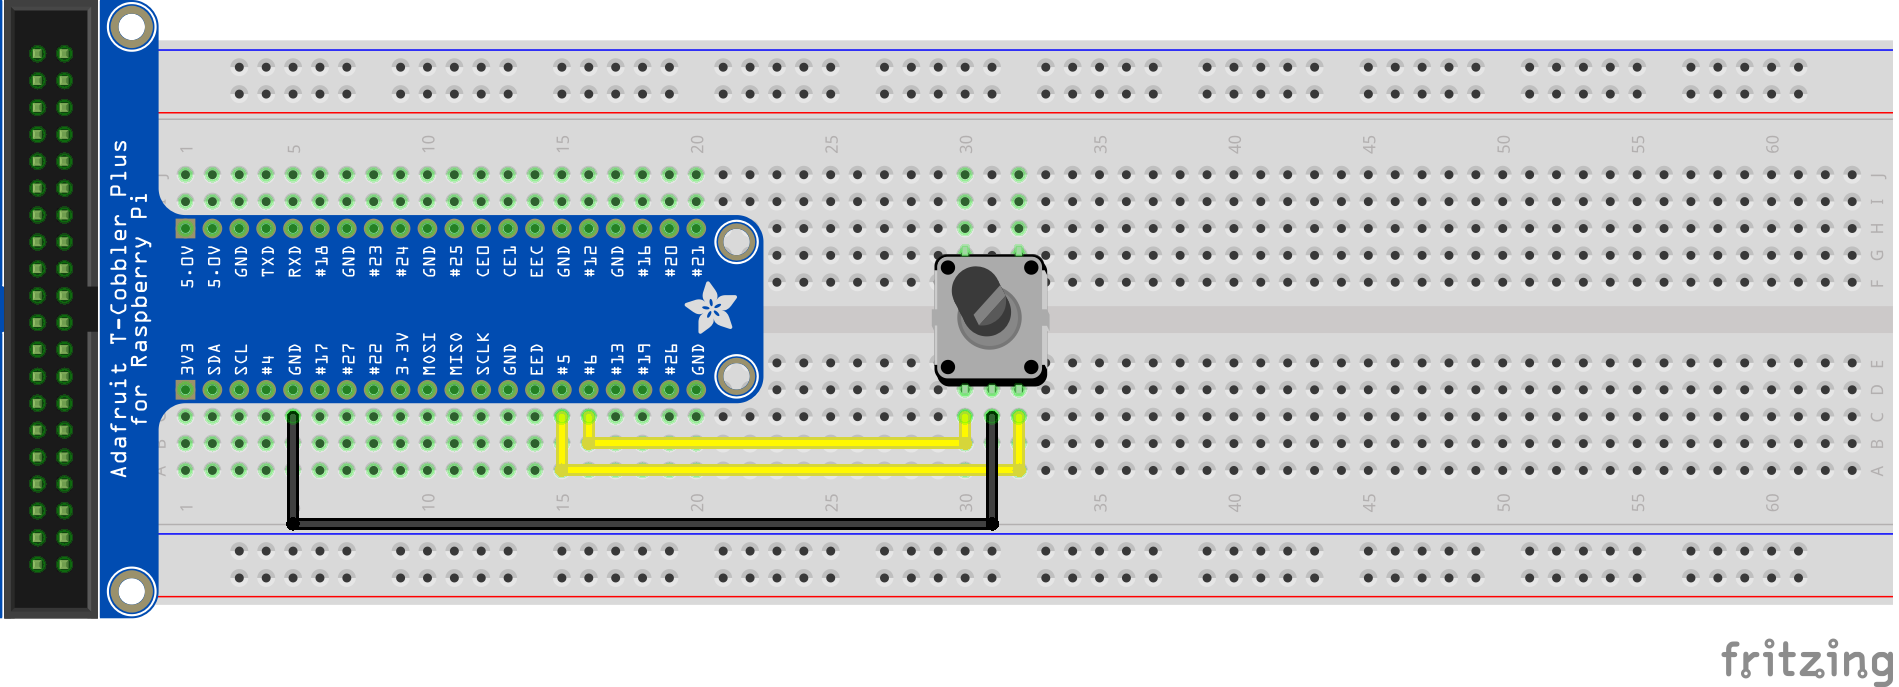 Adafruit T-Cobbler Plus
for Raspberry Pi
1 5 10 15 20 25 30 35 40 45 50 55 60
J
I
H
G
F
5.0V 5.0V GND TXD RXD #18 GND #23 #24 GND #25 CE0 CE1 EEC GND #12 GND #16 #20 #21
3V3 SDA SCL #4 GND #17 #27 #22 3.3V MOSI MISO SCLK GND EED #5 #6 #13 #19 #26 GND
E
D
C
B
A
1 10 15 20 25 30 35 40 45 50 55 60
fritzing